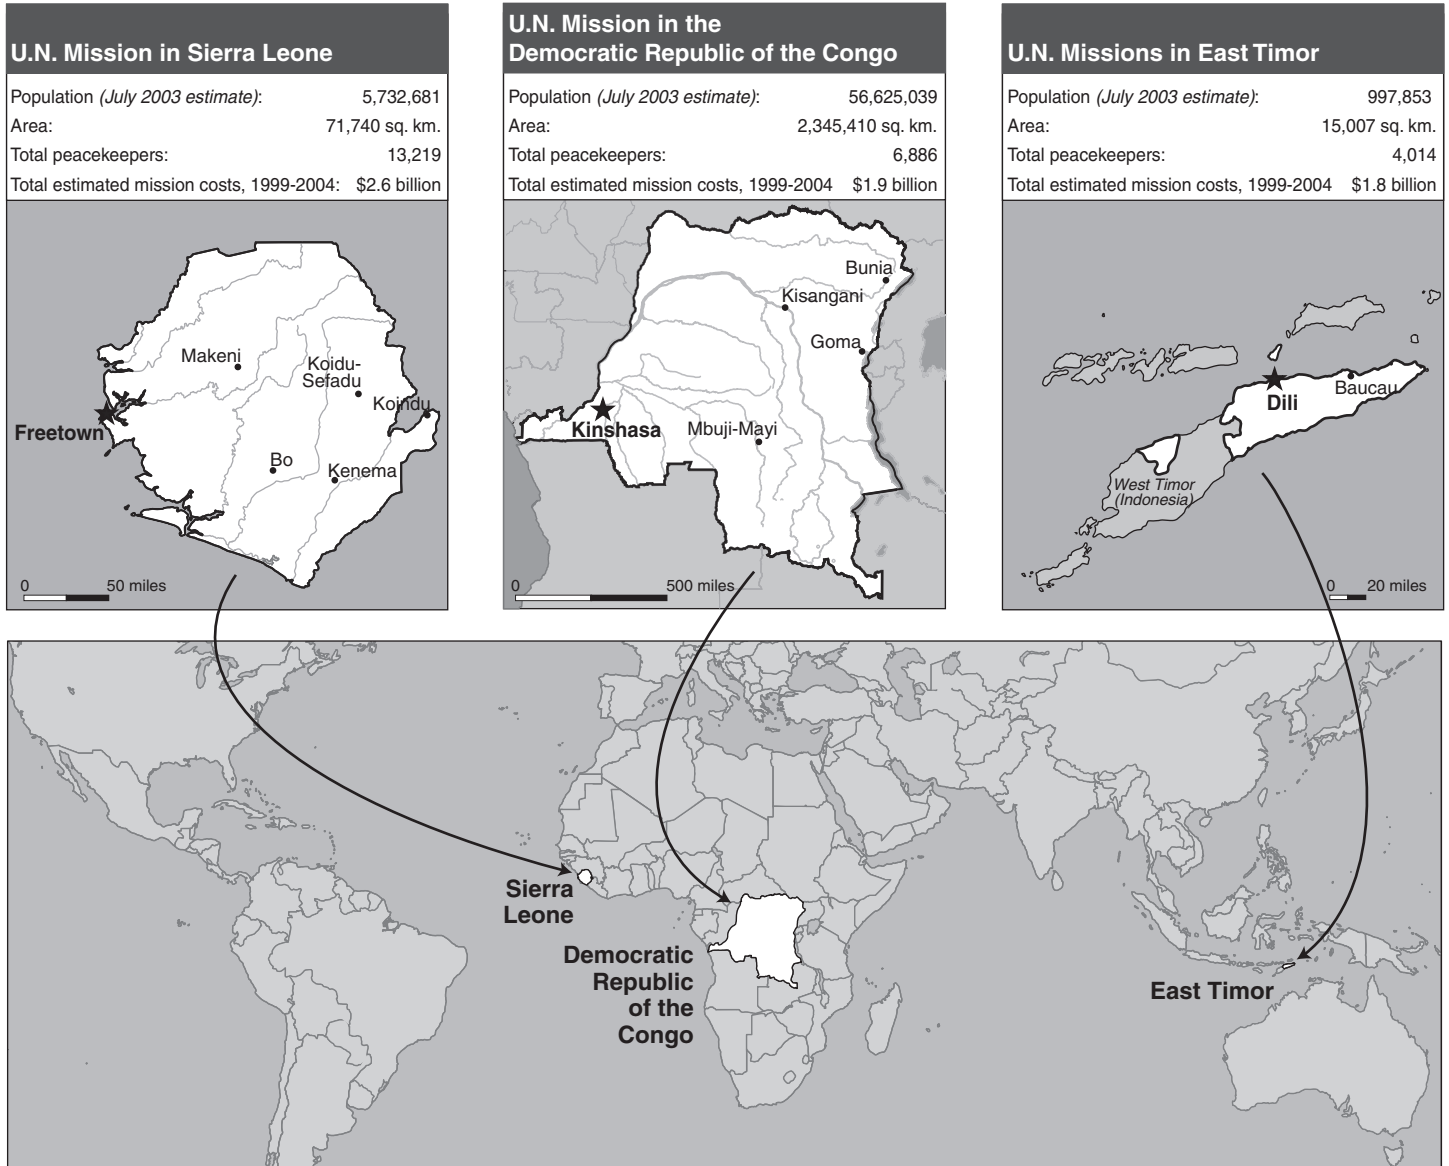 U.N. Mission in Sierra Leone
Population (July 2003 estimate): 5,732,681
Area: 71,740 sq. km.
Total peacekeepers: 13,219
Total estimated mission costs, 1999-2004: $2.6 billion
Makeni
Koidu-
Sefadu
Koindu
Freetown
Bo
Kenema
0 50 miles
U.N. Mission in the
Democratic Republic of the Congo
Population (July 2003 estimate): 56,625,039
Area: 2,345,410 sq. km.
Total peacekeepers: 6,886
Total estimated mission costs, 1999-2004 $1.9 billion
Bunia
Kisangani
Goma
Kinshasa
Mbuji-Mayi
0 500 miles
U.N. Missions in East Timor
Population (July 2003 estimate): 997,853
Area: 15,007 sq. km.
Total peacekeepers: 4,014
Total estimated mission costs, 1999-2004 $1.8 billion
Baucau
Dili
West Timor
(Indonesia)
0 20 miles
Sierra
Leone
Democratic
Republic
of the
Congo
East Timor